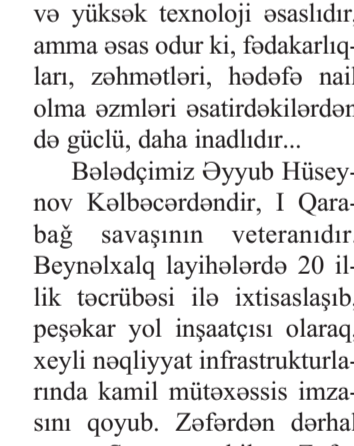 və yüksək texnoloji əsaslıdır,
amma əsas odur ki, fədakarlıq-
ları, zəhmətləri, hədəfə nail
olma əzmləri əsatirdəkilərdən
də güclü, daha inadlıdır...
Bələdçimiz Əyyub Hüsey-
nov Kəlbəcərdəndir, I Qara-
bağ savaşının veteranıdır.
Beynəlxalq layihələrdə 20 il-
lik təcrübəsi ilə ixtisaslaşıb,
peşəkar yol inşaatçısı olaraq,
xeyli nəqliyyat infrastrukturla-
rında kamil mütəxəssis imza-
sını qoyub. Zəfərdən dərhal